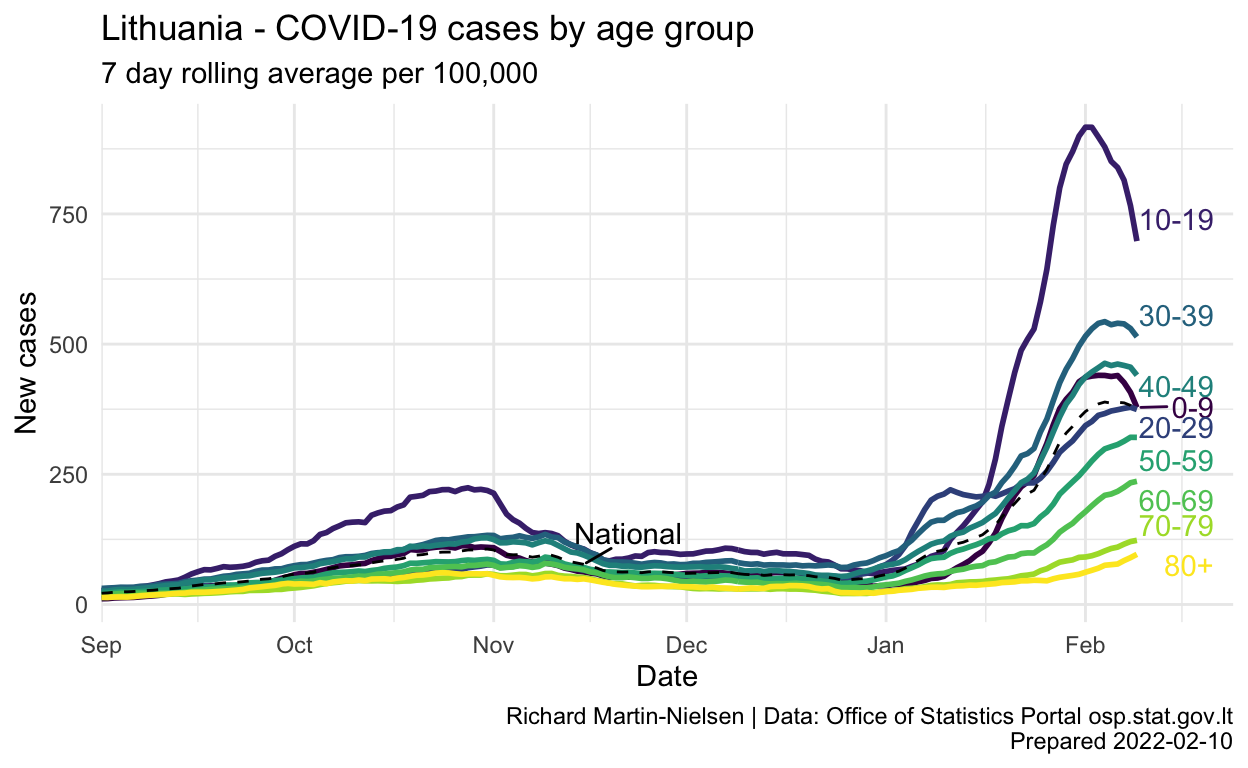 Lithuania - COVID-19 cases by age group
7 day rolling average per 100,000
New cases
750
500
250
0
10-19
30-39
40-49
0-9
20-29
50-59
60-69
70-79
80+
National
Sep Oct Nov Dec Jan Feb
Date
Richard Martin-Nielsen | Data: Office of Statistics Portal osp.stat.gov.lt
Prepared 2022-02-10